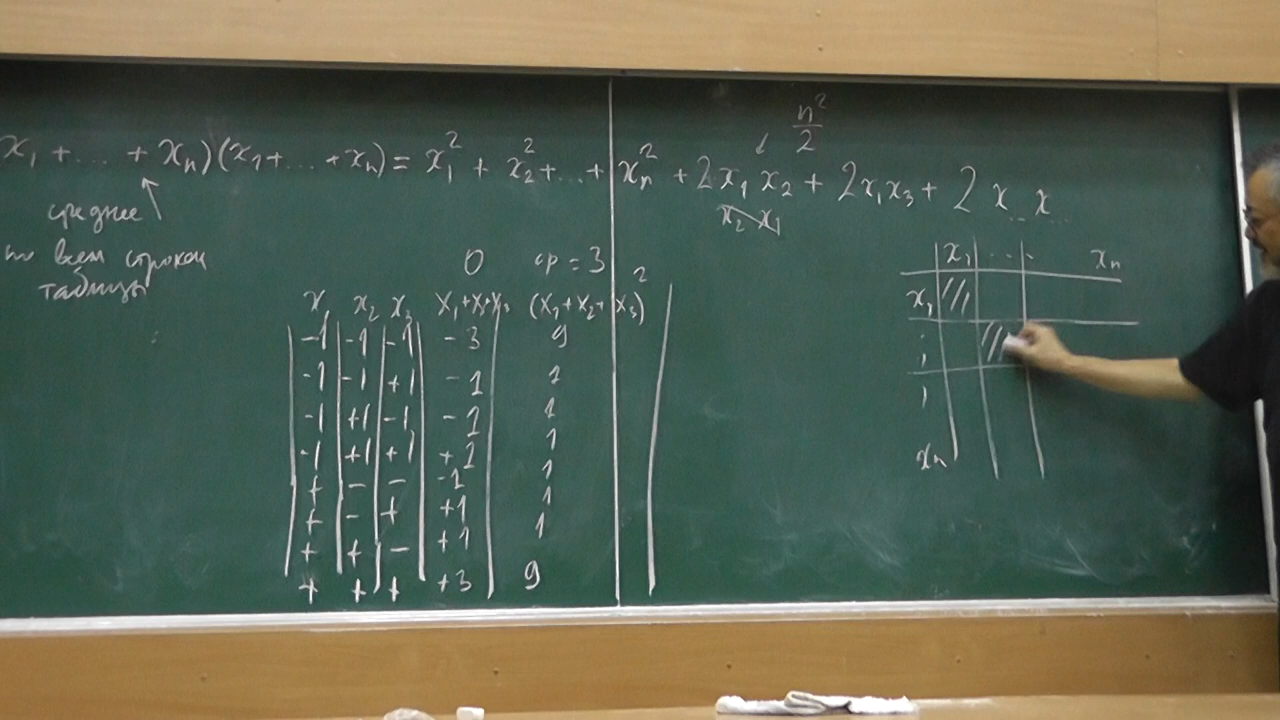 x₁ + ... + xₙ)(x₁ + ... + xₙ) = x₁² + x₂² + ... + xₙ² + 2x₁x₂ + 2x₁x₃ + 2x..x..
n²/2
x₂x₁
среднее
по всем строкам
таблицы
0 ср = 3
x₁ x₂ x₃ x₁+x₂+x₃ (x₁+x₂+x₃)²
-1 -1 -1 -3 9
-1 -1 +1 -1 1
-1 +1 -1 -1 1
-1 +1 +1 +1 1
+ - - -1 1
+ - + +1 1
+ + - +1 1
+ + + +3 9
x₁ ... xₙ
x₁
xₙ